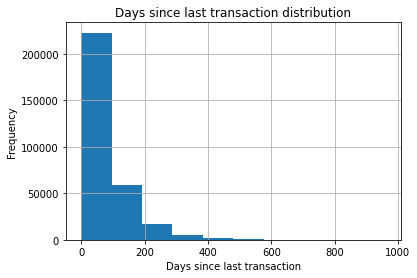 Days since last transaction distribution
200000
150000
100000
50000
0
Frequency
0 200 400 600 800 1000
Days since last transaction